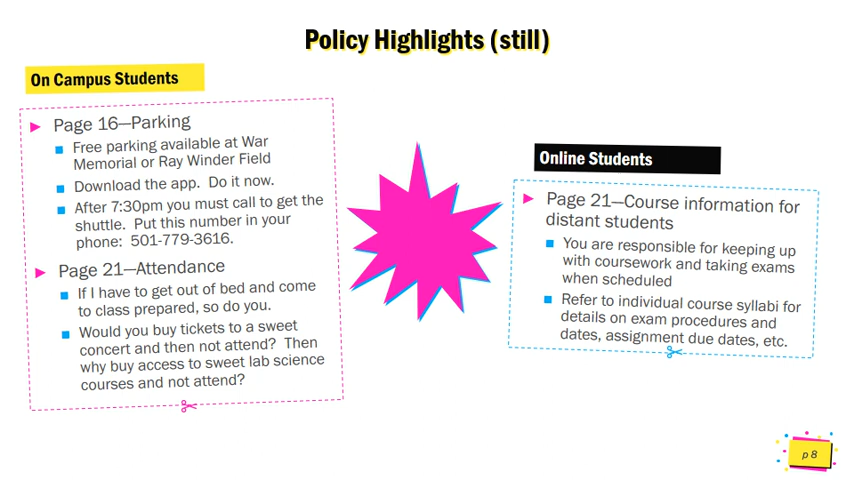 Policy Highlights (still)
On Campus Students
Page 16—Parking
Free parking available at War
Memorial or Ray Winder Field
Download the app.  Do it now.
After 7:30pm you must call to get the
shuttle.  Put this number in your
phone:  501-779-3616.
Page 21—Attendance
If I have to get out of bed and come
to class prepared, so do you.
Would you buy tickets to a sweet
concert and then not attend?  Then
why buy access to sweet lab science
courses and not attend?
Online Students
Page 21—Course information for
distant students
You are responsible for keeping up
with coursework and taking exams
when scheduled
Refer to individual course syllabi for
details on exam procedures and
dates, assignment due dates, etc.
p 8